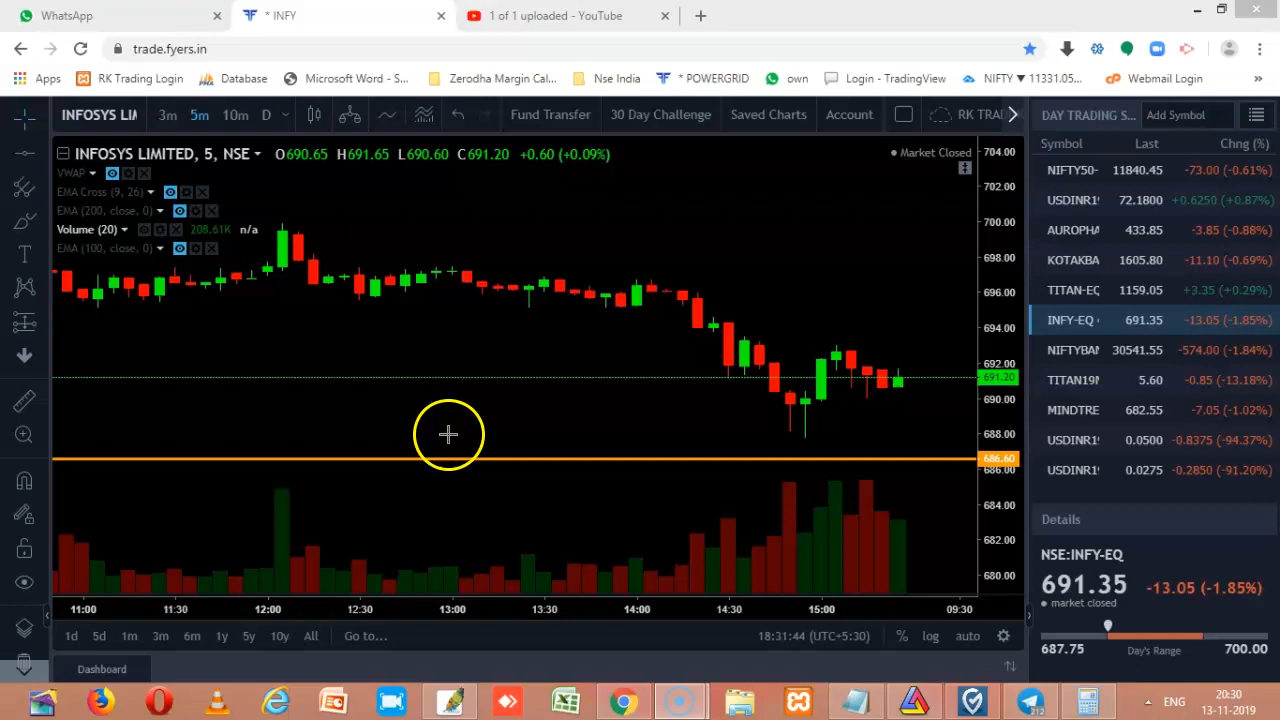 WhatsApp
* INFY
1 of 1 uploaded - YouTube
trade.fyers.in
Apps
RK Trading Login
Database
Microsoft Word - S...
Zerodha Margin Cal...
Nse India
* POWERGRID
own
Login - TradingView
NIFTY ▼ 11331.05...
Webmail Login
»
INFOSYS LIM
3m
5m
10m
D
Fund Transfer
30 Day Challenge
Saved Charts
Account
RK TRA
DAY TRADING S...
Add Symbol
INFOSYS LIMITED, 5, NSE
O690.65 H691.65 L690.60 C691.20 +0.60 (+0.09%)
Market Closed
VWAP
EMA Cross (9, 26)
EMA (200, close, 0)
Volume (20)
208.61K n/a
EMA (100, close, 0)
704.00
702.00
700.00
698.00
696.00
694.00
692.00
691.20
690.00
688.00
686.60
686.00
684.00
682.00
680.00
11:00
11:30
12:00
12:30
13:00
13:30
14:00
14:30
15:00
09:30
1d
5d
1m
3m
6m
1y
5y
10y
All
Go to...
18:31:44 (UTC+5:30)
%
log
auto
Dashboard
Symbol Last Chng (%)
NIFTY50- 11840.45 -73.00 (-0.61%)
USDINR1 72.1800 +0.6250 (+0.87%)
AUROPHA 433.85 -3.85 (-0.88%)
KOTAKBA 1605.80 -11.10 (-0.69%)
TITAN-EQ 1159.05 +3.35 (+0.29%)
INFY-EQ 691.35 -13.05 (-1.85%)
NIFTYBAN 30541.55 -574.00 (-1.84%)
TITAN19N 5.60 -0.85 (-13.18%)
MINDTRE 682.55 -7.05 (-1.02%)
USDINR1 0.0500 -0.8375 (-94.37%)
USDINR1 0.0275 -0.2850 (-91.20%)
Details
NSE:INFY-EQ
691.35 -13.05 (-1.85%)
market closed
687.75 Day's Range 700.00
212
ENG
20:30
13-11-2019